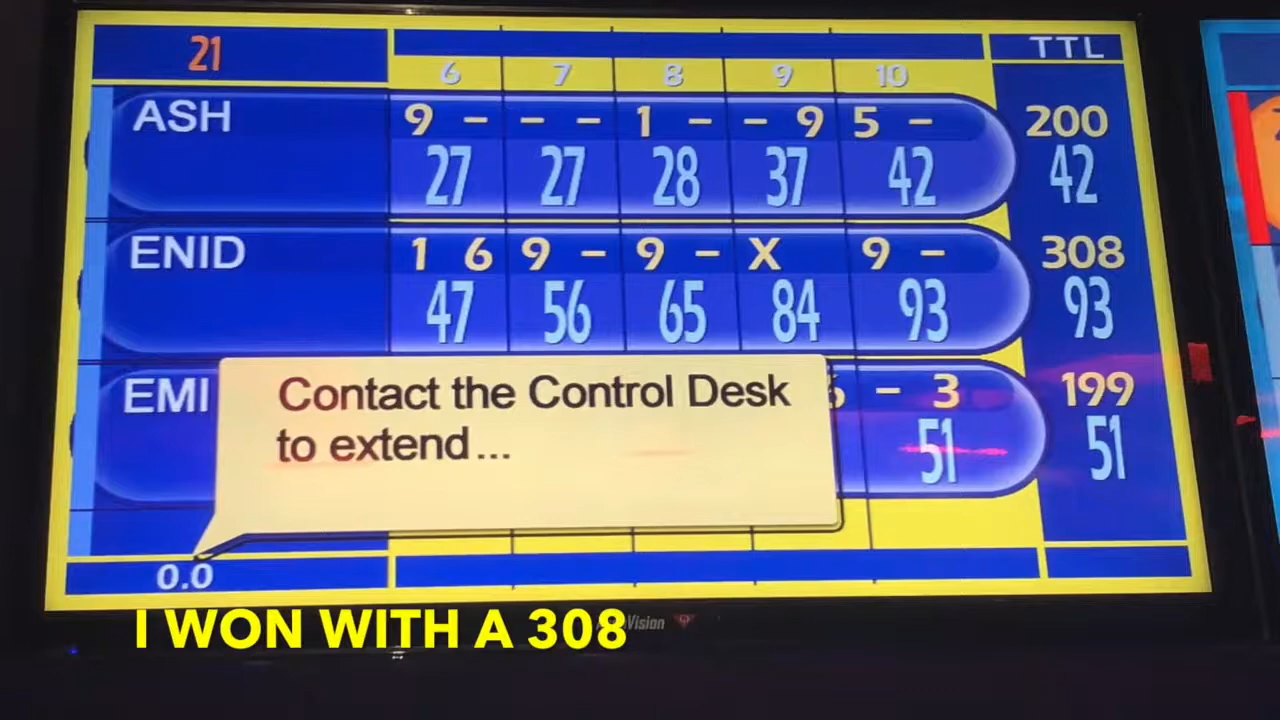 21 TTL
6 7 8 9 10
ASH 9 - - - 1 - - 9 5 - 200
27 27 28 37 42 42
ENID 1 6 9 - 9 - X 9 - 308
47 56 65 84 93 93
EMI - 3 199
Contact the Control Desk
to extend...
51 51
0.0
I WON WITH A 308